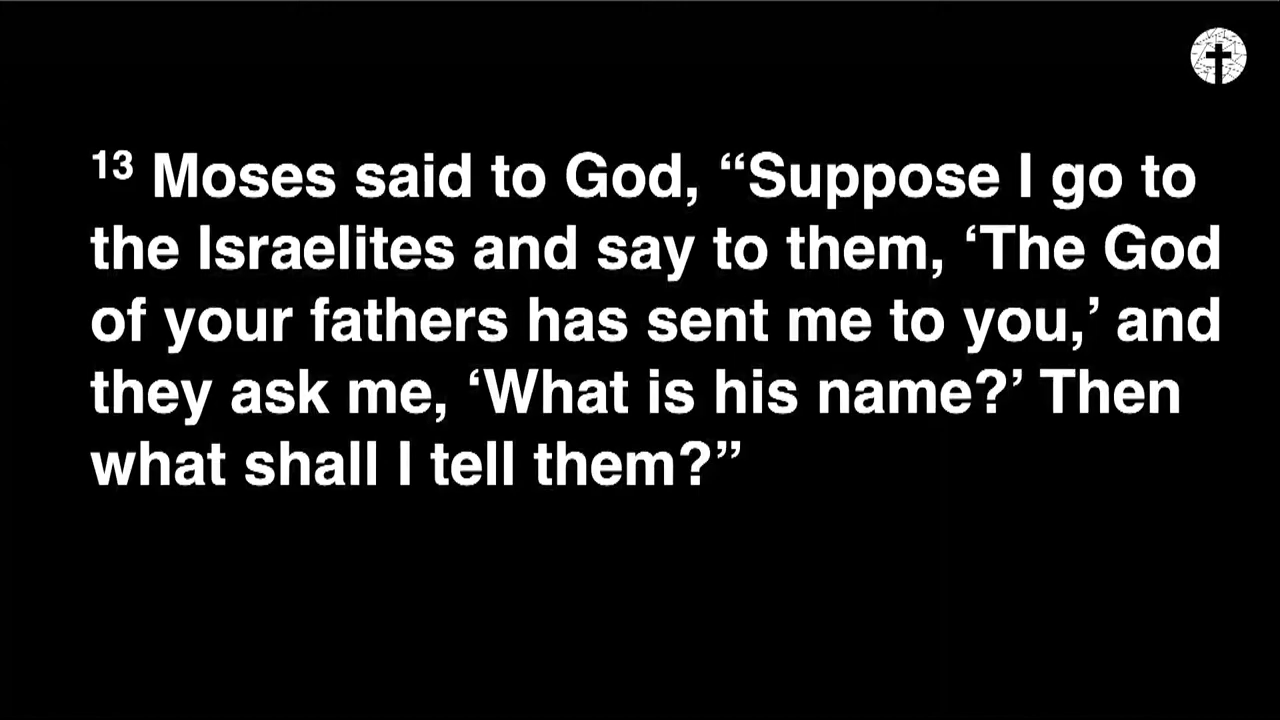 13 Moses said to God, “Suppose I go to
the Israelites and say to them, ‘The God
of your fathers has sent me to you,’ and
they ask me, ‘What is his name?’ Then
what shall I tell them?”